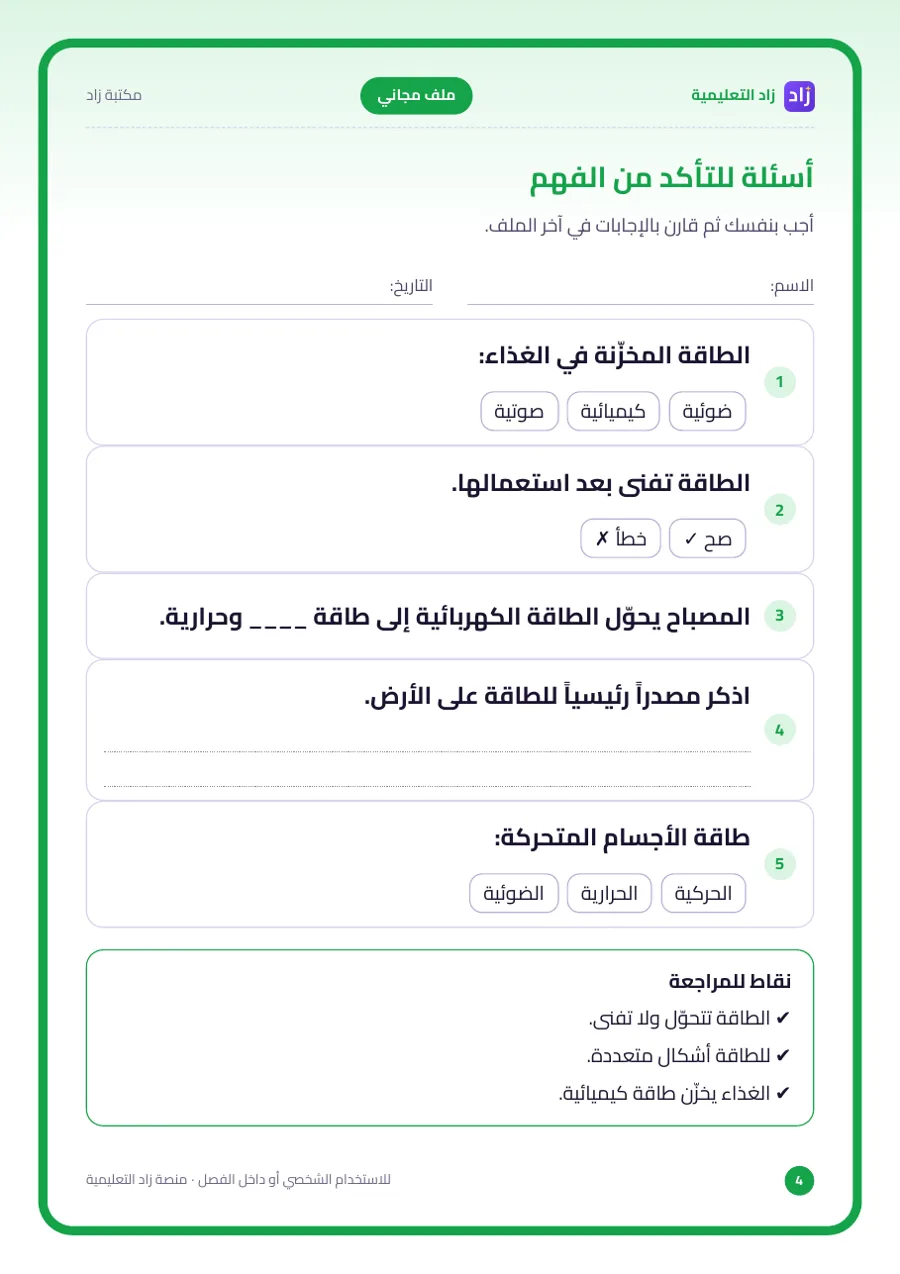 زاد زاد التعليمية
ملف مجاني
مكتبة زاد
أسئلة للتأكد من الفهم
أجب بنفسك ثم قارن بالإجابات في آخر الملف.
الاسم:
التاريخ:
1
الطاقة المخزّنة في الغذاء:
ضوئية
كيميائية
صوتية
2
الطاقة تفنى بعد استعمالها.
صح ✓
خطأ ✗
3
المصباح يحوّل الطاقة الكهربائية إلى طاقة ____ وحرارية.
4
اذكر مصدراً رئيسياً للطاقة على الأرض.
5
طاقة الأجسام المتحركة:
الحركية
الحرارية
الضوئية
نقاط للمراجعة
✔ الطاقة تتحوّل ولا تفنى.
✔ للطاقة أشكال متعددة.
✔ الغذاء يخزّن طاقة كيميائية.
4
للاستخدام الشخصي أو داخل الفصل · منصة زاد التعليمية